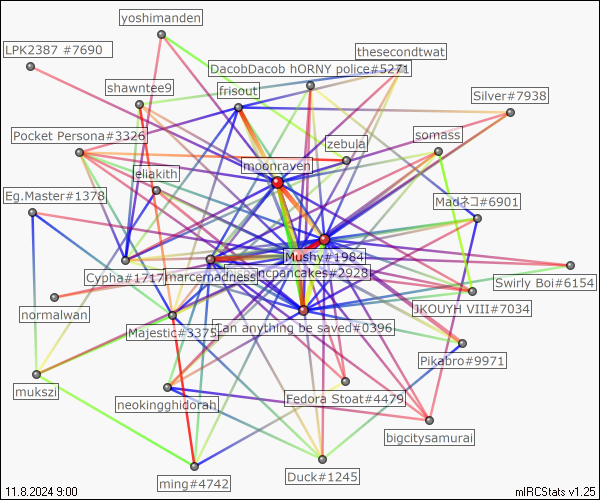 yoshimanden
LPK2387 #7690
thesecondtwat
DacobDacob hORNY police#5271
shawntee9
frisout
Silver#7938
Pocket Persona#3326
somass
zebula
moonraven
eliakith
Eg.Master#1378
Madネコ#6901
Mushy#1984
marcemadness
ncpancakes#2928
Cypha#1717
Swirly Boi#6154
normalwan
JKOUYH VIII#7034
Majestic#3375
Can anything be saved#0396
Pikabro#9971
mukszi
neokingghidorah
Fedora Stoat#4479
bigcitysamurai
Duck#1245
ming#4742
11.8.2024 9:00
mIRCStats v1.25